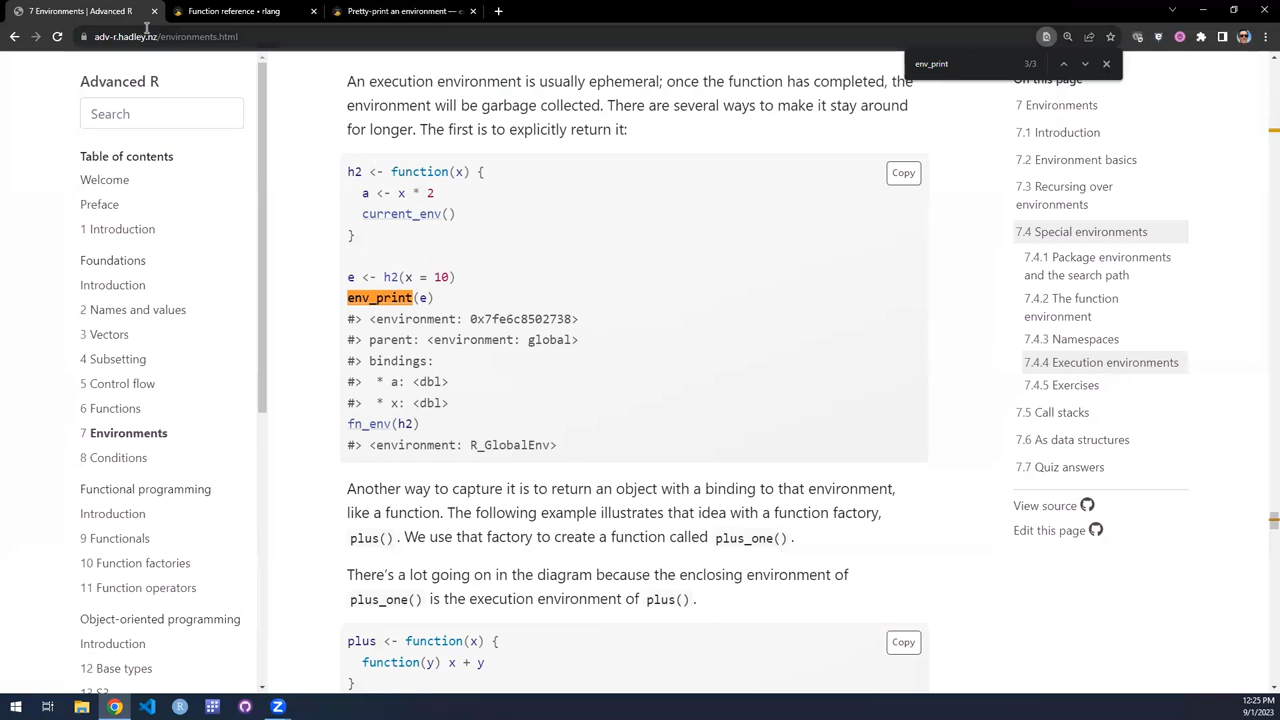 7 Environments | Advanced R
Function reference • rlang
Pretty-print an environment — e
adv-r.hadley.nz/environments.html
env_print
3/3
Advanced R
Search
Table of contents
Welcome
Preface
1 Introduction
Foundations
Introduction
2 Names and values
3 Vectors
4 Subsetting
5 Control flow
6 Functions
7 Environments
8 Conditions
Functional programming
Introduction
9 Functionals
10 Function factories
11 Function operators
Object-oriented programming
Introduction
12 Base types
13 S3
An execution environment is usually ephemeral; once the function has completed, the
environment will be garbage collected. There are several ways to make it stay around
for longer. The first is to explicitly return it:
Copy
h2 <- function(x) {
a <- x * 2
current_env()
}
e <- h2(x = 10)
env_print(e)
#> <environment: 0x7fe6c8502738>
#> parent: <environment: global>
#> bindings:
#>  * a: <dbl>
#>  * x: <dbl>
fn_env(h2)
#> <environment: R_GlobalEnv>
Another way to capture it is to return an object with a binding to that environment,
like a function. The following example illustrates that idea with a function factory,
plus(). We use that factory to create a function called plus_one().
There's a lot going on in the diagram because the enclosing environment of
plus_one() is the execution environment of plus().
Copy
plus <- function(x) {
function(y) x + y
}
On this page
7 Environments
7.1 Introduction
7.2 Environment basics
7.3 Recursing over
environments
7.4 Special environments
7.4.1 Package environments
and the search path
7.4.2 The function
environment
7.4.3 Namespaces
7.4.4 Execution environments
7.4.5 Exercises
7.5 Call stacks
7.6 As data structures
7.7 Quiz answers
View source
Edit this page
12:25 PM
9/1/2023